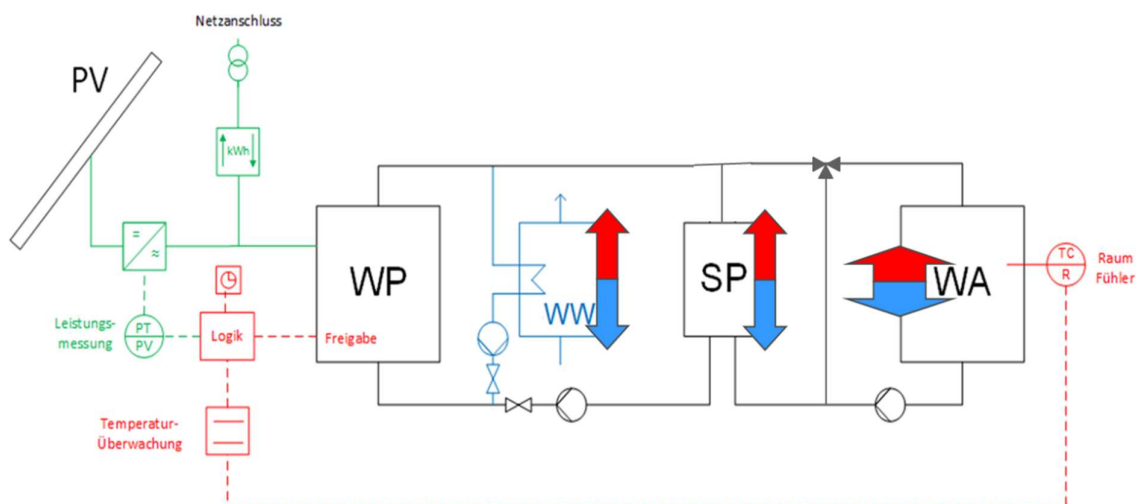 Netzanschluss
PV
kWh
=
≈
WP
WW
SP
WA
TC
R
Raum
Fühler
Leistungs-
messung
PT
PV
Logik
Freigabe
Temperatur-
Überwachung